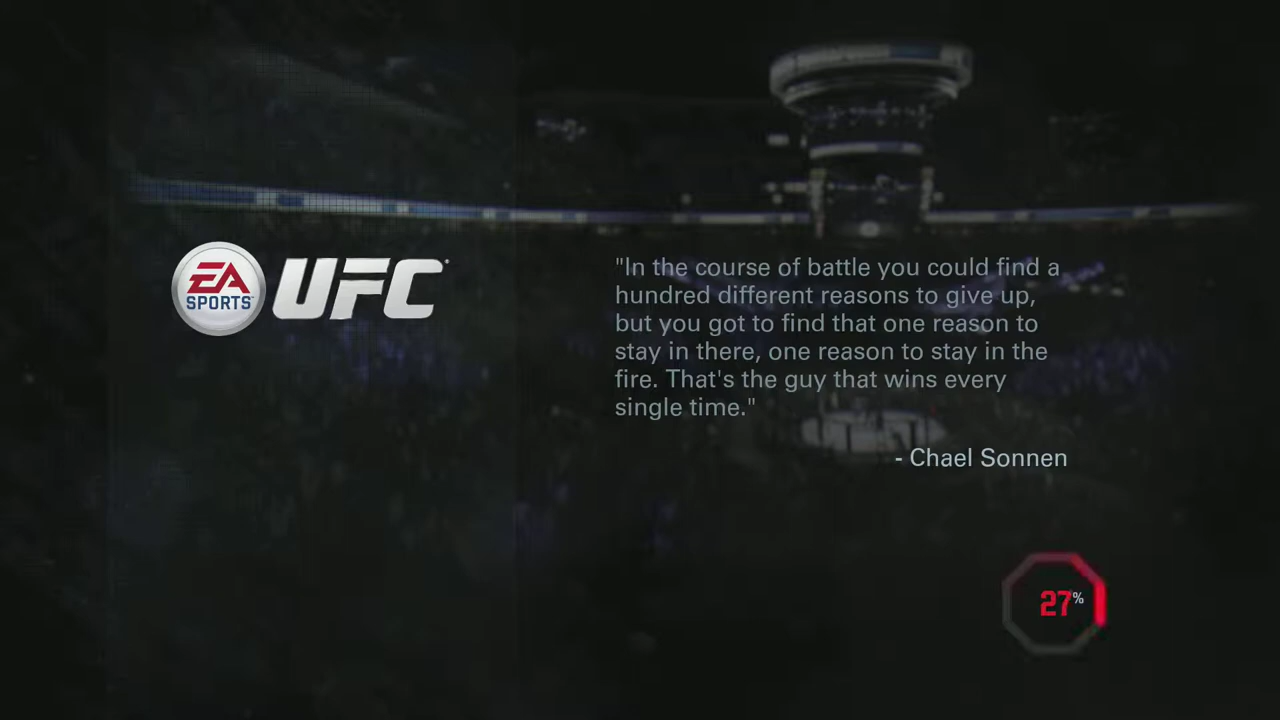 EA
SPORTS
UFC
"In the course of battle you could find a
hundred different reasons to give up,
but you got to find that one reason to
stay in there, one reason to stay in the
fire. That's the guy that wins every
single time."
- Chael Sonnen
27%